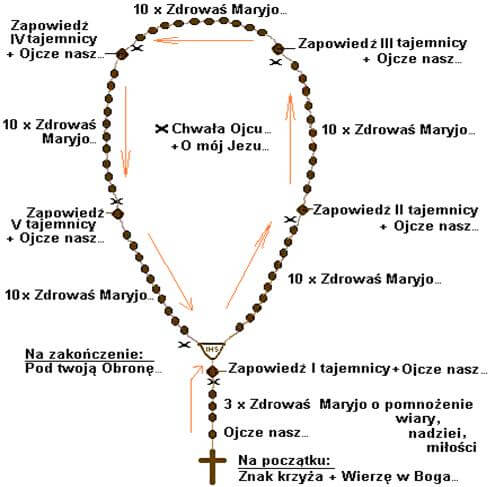 10 x Zdrowaś Maryjo...
Zapowiedź
IV tajemnicy
+ Ojcze nasz...
Zapowiedź III tajemnicy
+ Ojcze nasz...
10 x Zdrowaś
Maryjo...
Chwała Ojcu...
+ O mój Jezu...
10 x Zdrowaś Maryjo...
Zapowiedź
V tajemnicy
+ Ojcze nasz...
Zapowiedź II tajemnicy
+ Ojcze nasz...
10 x Zdrowaś Maryjo...
10 x Zdrowaś Maryjo...
IHS
Na zakończenie:
Pod twoją Obronę...
Zapowiedź I tajemnicy + Ojcze nasz...
3 x Zdrowaś Maryjo o pomnożenie
wiary,
nadziei,
miłości
Ojcze nasz...
Na początku:
Znak krzyża + Wierzę w Boga...